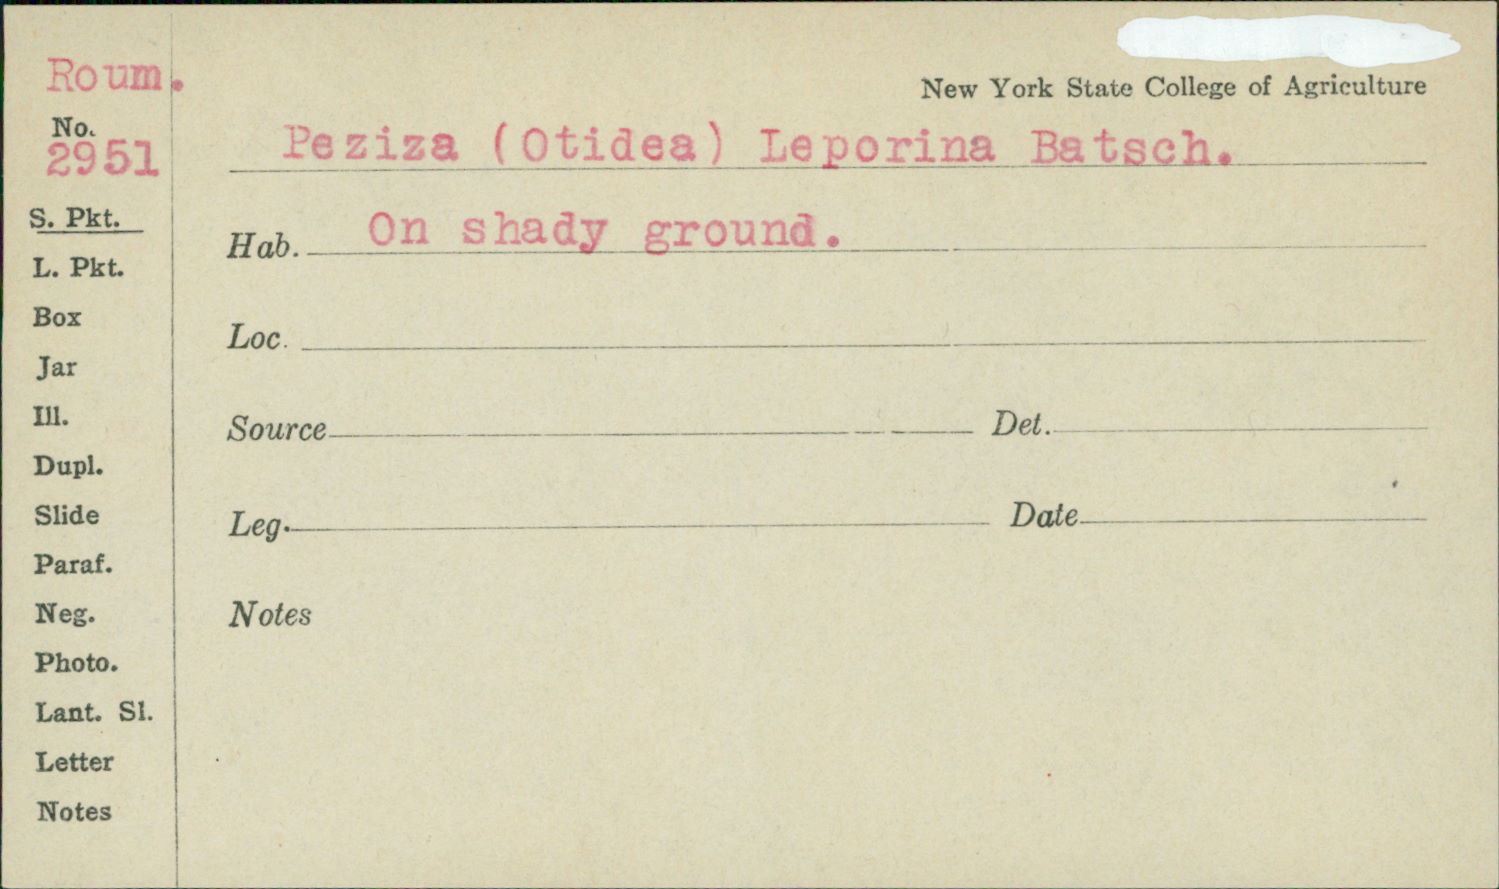 Roum.
New York State College of Agriculture
No.
2951
Peziza (Otidea) Leporina Batsch.
S. Pkt.
Hab. On shady ground.
L. Pkt.
Box
Loc.
Jar
Ill.
Source Det.
Dupl.
Slide
Leg. Date
Paraf.
Neg.
Notes
Photo.
Lant. Sl.
Letter
Notes